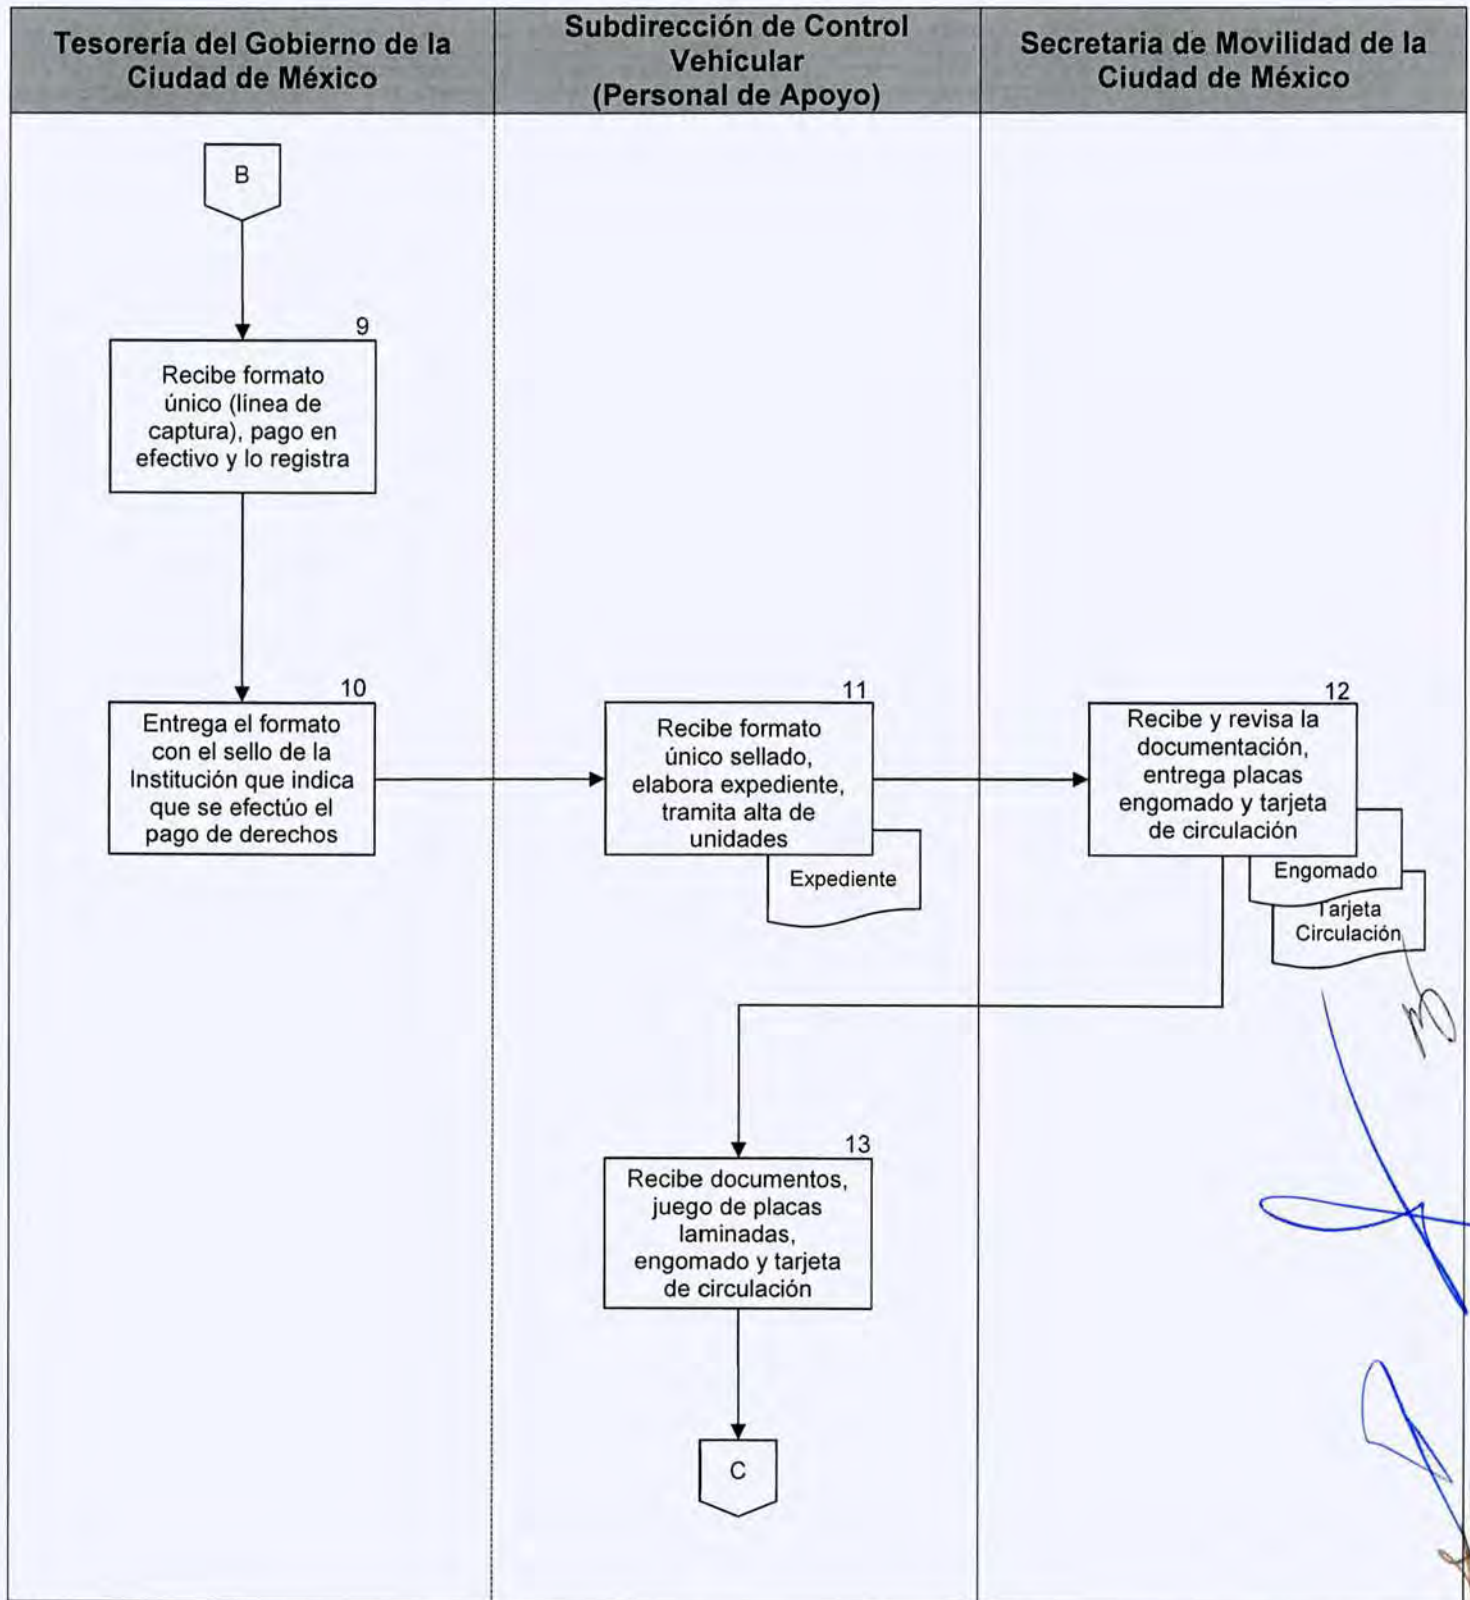 Tesorería del Gobierno de la
Ciudad de México
Subdirección de Control
Vehicular
(Personal de Apoyo)
Secretaria de Movilidad de la
Ciudad de México
B
9
Recibe formato
único (línea de
captura), pago en
efectivo y lo registra
10
Entrega el formato
con el sello de la
Institución que indica
que se efectúo el
pago de derechos
11
Recibe formato
único sellado,
elabora expediente,
tramita alta de
unidades
Expediente
12
Recibe y revisa la
documentación,
entrega placas
engomado y tarjeta
de circulación
Engomado
Tarjeta
Circulación
13
Recibe documentos,
juego de placas
laminadas,
engomado y tarjeta
de circulación
C